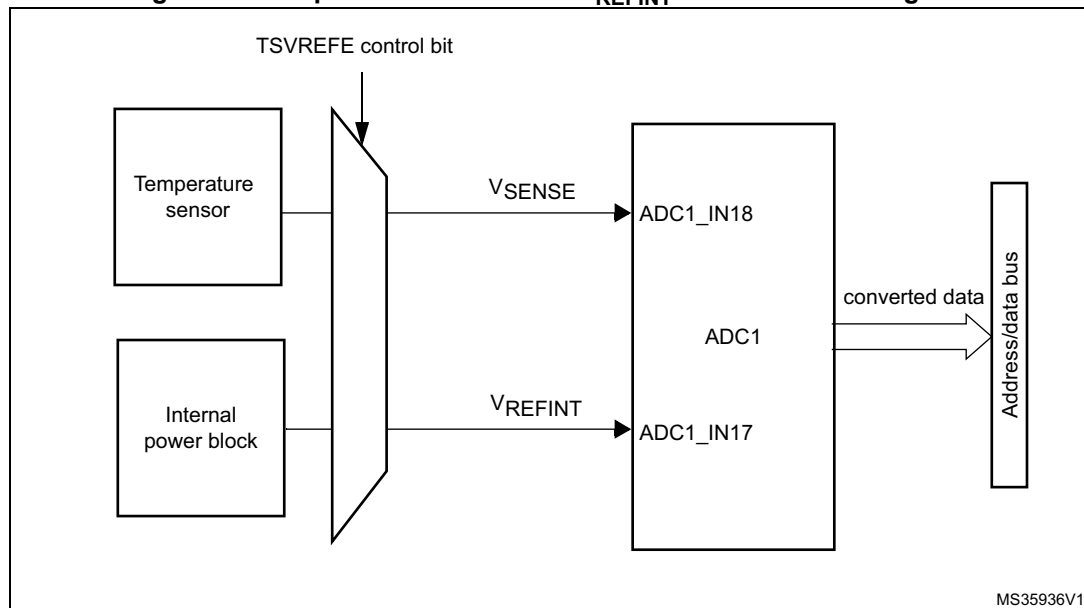 REFINT
TSVREFE control bit
Temperature
sensor
VSENSE
ADC1_IN18
converted data
Address/data bus
ADC1
Internal
power block
VREFINT
ADC1_IN17
MS35936V1